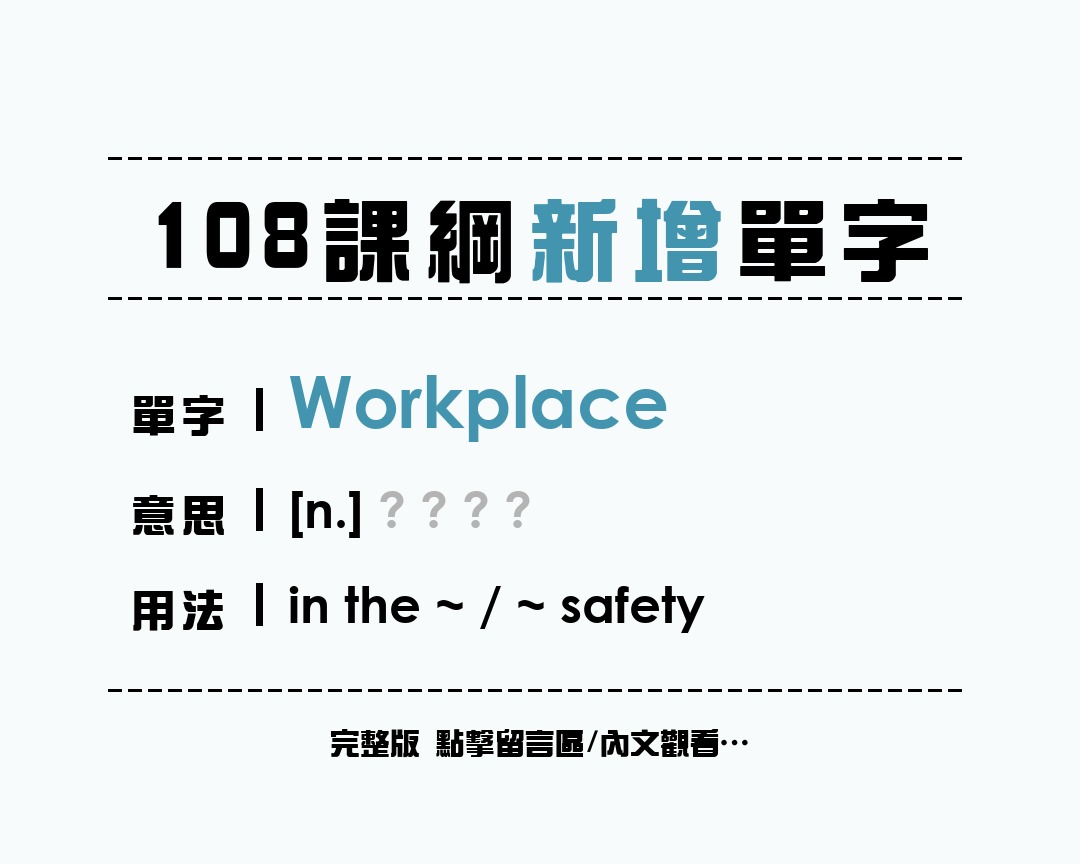 108課綱新增單字
單字 | Workplace
意思 | [n.] ? ? ? ?
用法 | in the ~ / ~ safety
完整版 點擊留言區/內文觀看…